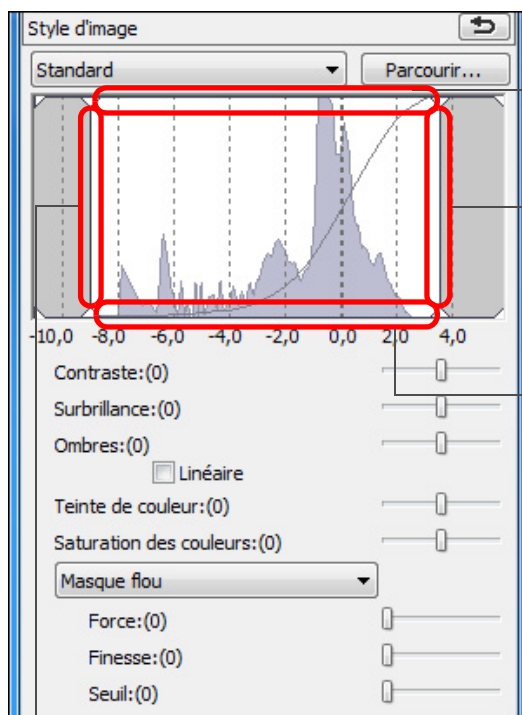 Style d'image
Standard
Parcourir...
-10,0 -8,0 -6,0 -4,0 -2,0 0,0 2,0 4,0
Contraste:(0)
Surbrillance:(0)
Ombres:(0)
Linéaire
Teinte de couleur:(0)
Saturation des couleurs:(0)
Masque flou
Force:(0)
Finesse:(0)
Seuil:(0)